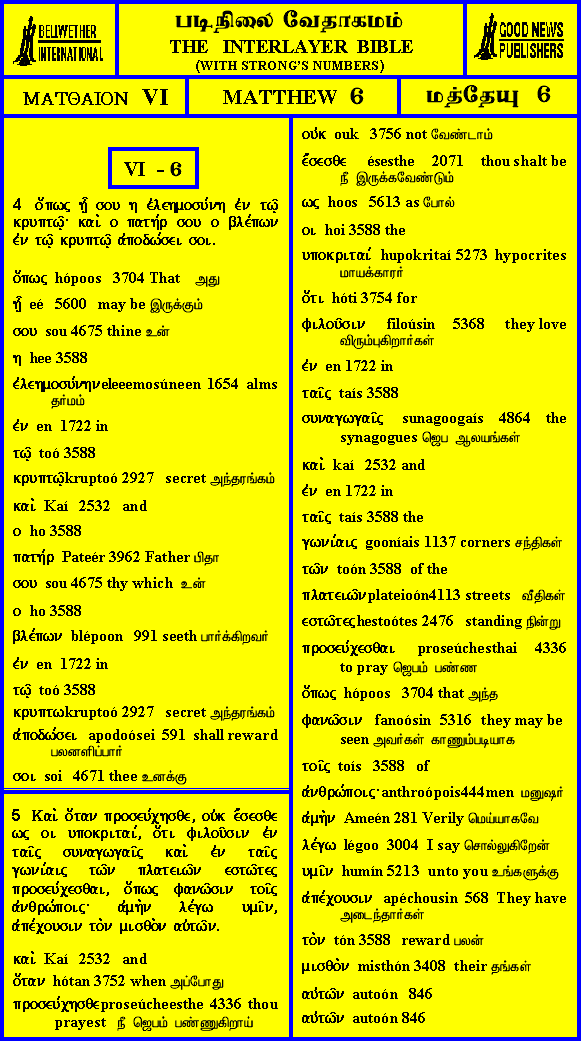 BELLWETHER
INTERNATIONAL
படிநிலை வேதாகமம்
THE INTERLAYER BIBLE
(WITH STRONG'S NUMBERS)
GOOD NEWS
PUBLISHERS
ΜΑΤΘΑΙΟΝ VI
MATTHEW 6
மத்தேயு 6
VI - 6
4 ὅπως ᾖ σου η ἐλεημοσύνη ἐν τῷ
κρυπτῷ· καὶ ο πατήρ σου ο βλέπων
ἐν τῷ κρυπτῷ ἀποδώσει σοι.
ὅπως hópoos 3704 That அது
ᾖ eé 5600 may be இருக்கும்
σου sou 4675 thine உன்
η hee 3588
ἐλεημοσύνην eleeemosúneen 1654 alms
தர்மம்
ἐν en 1722 in
τῷ toó 3588
κρυπτῷ kruptoó 2927 secret அந்தரங்கம்
καὶ Kaí 2532 and
ο ho 3588
πατήρ Pateér 3962 Father பிதா
σου sou 4675 thy which உன்
ο ho 3588
βλέπων blépoon 991 seeth பார்க்கிறவர்
ἐν en 1722 in
τῷ toó 3588
κρυπτω kruptoó 2927 secret அந்தரங்கம்
ἀποδώσει apodoósei 591 shall reward
பலனளிப்பார்
σοι soi 4671 thee உனக்கு
5 Καὶ ὅταν προσεύχησθε, οὐκ ἔσεσθε
ως οι υποκριταί, ὅτι φιλοῦσιν ἐν
ταῖς συναγωγαῖς καὶ ἐν ταῖς
γωνίαις τῶν πλατειῶν εστῶτες
προσεύχεσθαι, ὅπως φανῶσιν τοῖς
ἀνθρώποις· ἀμὴν λέγω υμῖν,
ἀπέχουσιν τὸν μισθὸν αὐτῶν.
καὶ Kaí 2532 and
ὅταν hótan 3752 when அப்போது
προσεύχησθε proseúcheesthe 4336 thou
prayest நீ ஜெபம் பண்ணுகிறாய்
οὐκ ouk 3756 not வேண்டாம்
ἔσεσθε ésesthe 2071 thou shalt be
நீ இருக்கவேண்டும்
ως hoos 5613 as போல்
οι hoi 3588 the
υποκριταί hupokritaí 5273 hypocrites
மாயக்காரர்
ὅτι hóti 3754 for
φιλοῦσιν filoúsin 5368 they love
விரும்புகிறார்கள்
ἐν en 1722 in
ταῖς taís 3588
συναγωγαῖς sunagoogaís 4864 the
synagogues ஜெப ஆலயங்கள்
καὶ kaí 2532 and
ἐν en 1722 in
ταῖς taís 3588 the
γωνίαις gooníais 1137 corners சந்திகள்
τῶν toón 3588 of the
πλατειῶν plateioón4113 streets வீதிகள்
εστῶτες hestoótes 2476 standing நின்று
προσεύχεσθαι proseúchesthai 4336
to pray ஜெபம் பண்ண
ὅπως hópoos 3704 that அந்த
φανῶσιν fanoósin 5316 they may be
seen அவர்கள் காணும்படியாக
τοῖς toís 3588 of
ἀνθρώποις· anthroópois444men மனுஷர்
ἀμὴν Ameén 281 Verily மெய்யாகவே
λέγω légoo 3004 I say சொல்லுகிறேன்
υμῖν humín 5213 unto you உங்களுக்கு
ἀπέχουσιν apéchousin 568 They have
அடைந்தார்கள்
τὸν tón 3588 reward பலன்
μισθὸν misthón 3408 their தங்கள்
αὐτῶν autoón 846
αὐτῶν autoón 846